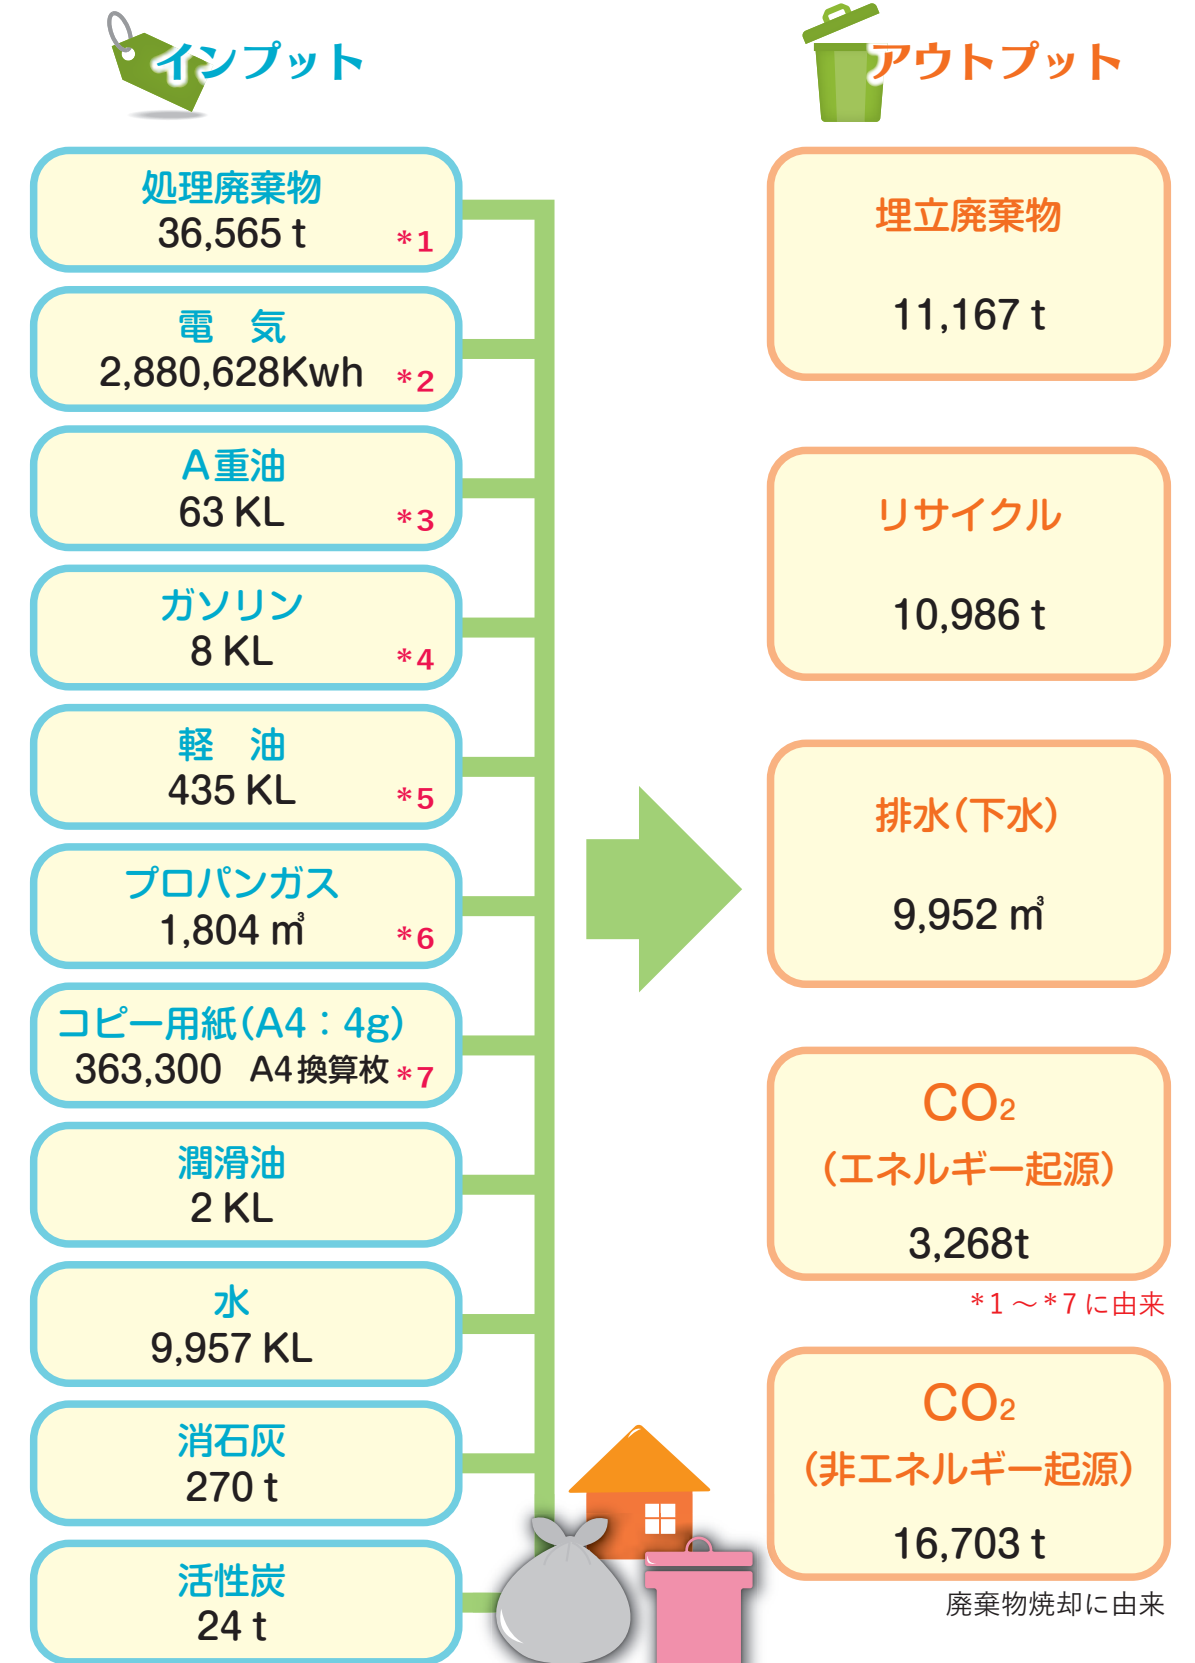 インプット
処理廃棄物
36,565 t *1
電　気
2,880,628Kwh *2
A重油
63 KL *3
ガソリン
8 KL *4
軽　油
435 KL *5
プロパンガス
1,804 ㎥ *6
コピー用紙(A4：4g)
363,300 A4換算枚 *7
潤滑油
2 KL
水
9,957 KL
消石灰
270 t
活性炭
24 t
アウトプット
埋立廃棄物
11,167 t
リサイクル
10,986 t
排水(下水)
9,952 ㎥
CO₂
(エネルギー起源)
3,268t
*1～*7に由来
CO₂
(非エネルギー起源)
16,703 t
廃棄物焼却に由来